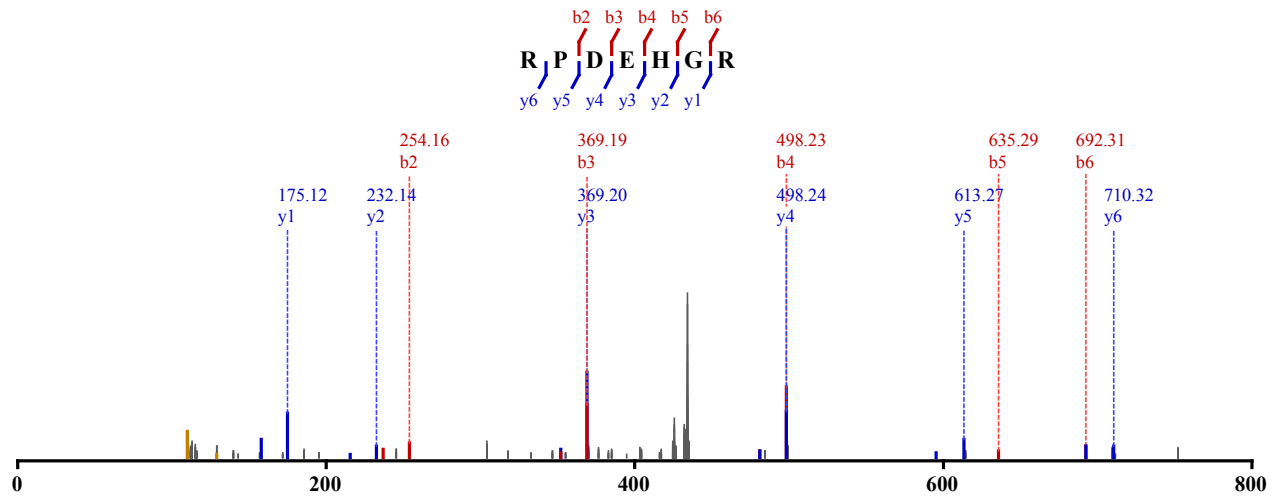 b2 b3 b4 b5 b6
R P D E H G R
y6 y5 y4 y3 y2 y1
254.16 369.19 498.23 635.29 692.31
b2 b3 b4 b5 b6
175.12 232.14 369.20 498.24 613.27 710.32
y1 y2 y3 y4 y5 y6
0 200 400 600 800